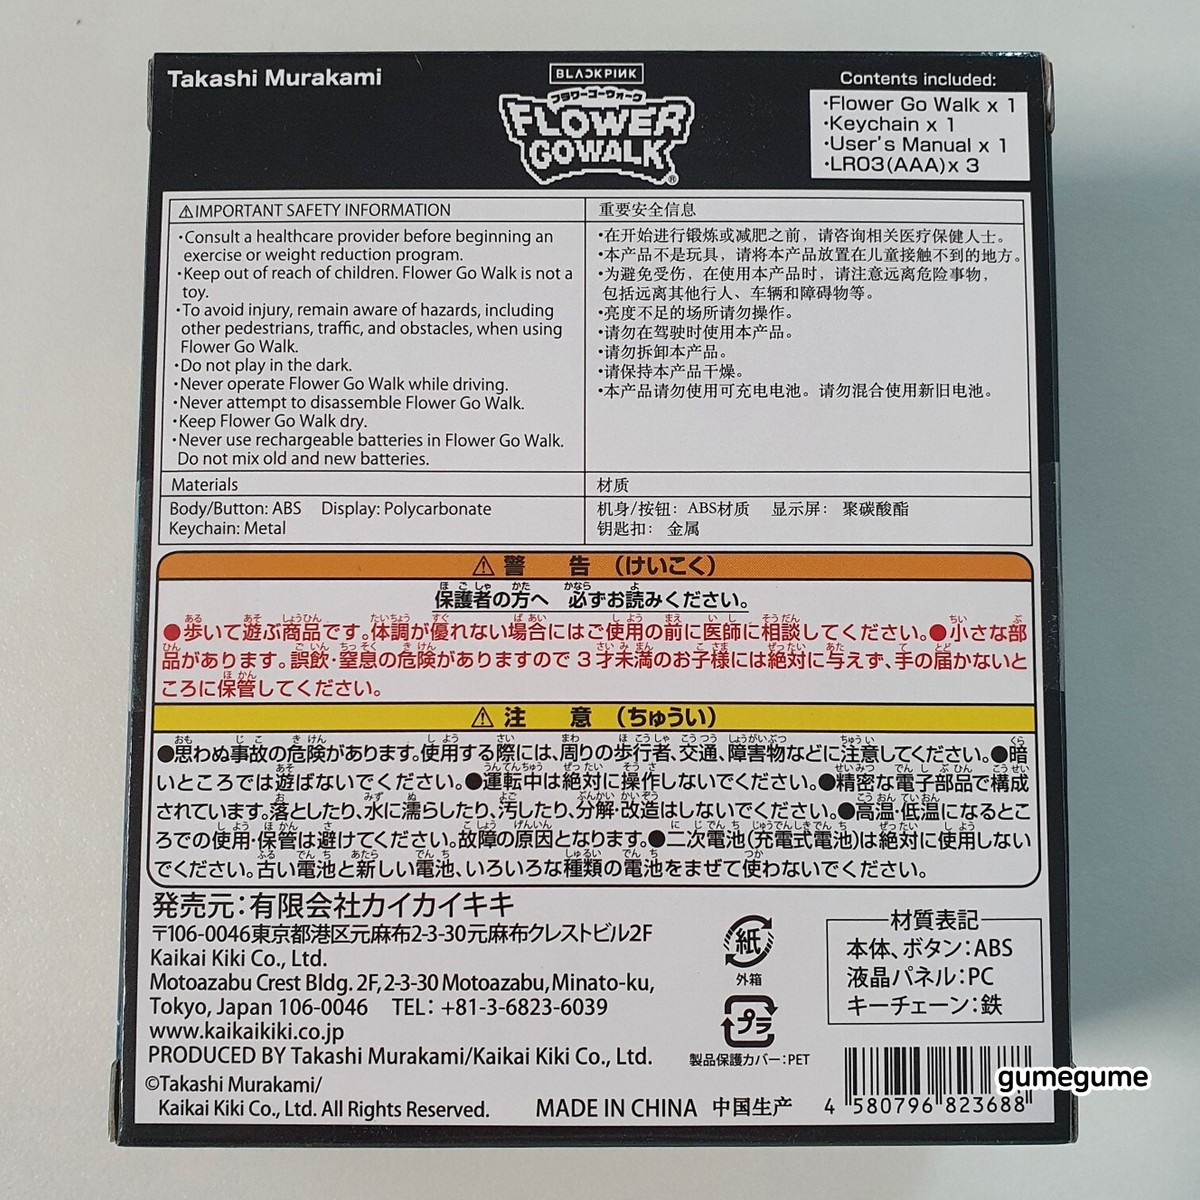 Takashi Murakami
BLACKPINK
フラワーゴーウォーク
FLOWER
GO WALK®
Contents included:
・Flower Go Walk x 1
・Keychain x 1
・User's Manual x 1
・LR03(AAA)x 3
⚠IMPORTANT SAFETY INFORMATION
・Consult a healthcare provider before beginning an
exercise or weight reduction program.
・Keep out of reach of children. Flower Go Walk is not a
toy.
・To avoid injury, remain aware of hazards, including
other pedestrians, traffic, and obstacles, when using
Flower Go Walk.
・Do not play in the dark.
・Never operate Flower Go Walk while driving.
・Never attempt to disassemble Flower Go Walk.
・Keep Flower Go Walk dry.
・Never use rechargeable batteries in Flower Go Walk.
Do not mix old and new batteries.
重要安全信息
•在开始进行锻炼或减肥之前，请咨询相关医疗保健人士。
•本产品不是玩具，请将本产品放置在儿童接触不到的地方。
•为避免受伤，在使用本产品时，请注意远离危险事物，
包括远离其他行人、车辆和障碍物等。
•亮度不足的场所请勿操作。
•请勿在驾驶时使用本产品。
•请勿拆卸本产品。
•请保持本产品干燥。
•本产品请勿使用可充电电池。请勿混合使用新旧电池。
Materials
Body/Button: ABS Display: Polycarbonate
Keychain: Metal
材质
机身/按钮： ABS材质 显示屏： 聚碳酸酯
钥匙扣： 金属
⚠ 警 告 （けいこく）
保護者の方へ 必ずお読みください。
●歩いて遊ぶ商品です。体調が優れない場合にはご使用の前に医師に相談してください。●小さな部
品があります。誤飲・窒息の危険がありますので３才未満のお子様には絶対に与えず、手の届かないと
ころに保管してください。
⚠ 注 意 （ちゅうい）
●思わぬ事故の危険があります。使用する際には、周りの歩行者、交通、障害物などに注意してください。●暗
いところでは遊ばないでください。●運転中は絶対に操作しないでください。●精密な電子部品で構成
されています。落としたり、水に濡らしたり、汚したり、分解・改造はしないでください。●高温・低温になるとこ
ろでの使用・保管は避けてください。故障の原因となります。●二次電池（充電式電池）は絶対に使用しない
でください。古い電池と新しい電池、いろいろな種類の電池をまぜて使わないでください。
発売元：有限会社カイカイキキ
〒106-0046東京都港区元麻布2-3-30元麻布クレストビル2F
Kaikai Kiki Co., Ltd.
Motoazabu Crest Bldg. 2F, 2-3-30 Motoazabu,Minato-ku,
Tokyo, Japan 106-0046 TEL: +81-3-6823-6039
www.kaikaikiki.co.jp
PRODUCED BY Takashi Murakami/Kaikai Kiki Co., Ltd.
©Takashi Murakami/
Kaikai Kiki Co., Ltd. All Rights Reserved.
MADE IN CHINA 中国生产
紙
外箱
プラ
製品保護カバー：PET
材質表記
本体、ボタン：ABS
液晶パネル：PC
キーチェーン：鉄
4 580796 823688
gumegume